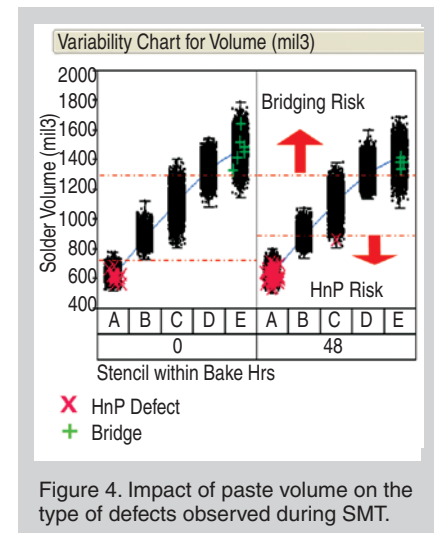 Variability Chart for Volume (mil3)
Solder Volume (mil3)
2000
1800
1600
1400
1200
1000
800
600
400
Bridging Risk
HnP Risk
A B C D E A B C D E
0 48
Stencil within Bake Hrs
X HnP Defect
+ Bridge
Figure 4. Impact of paste volume on the
type of defects observed during SMT.